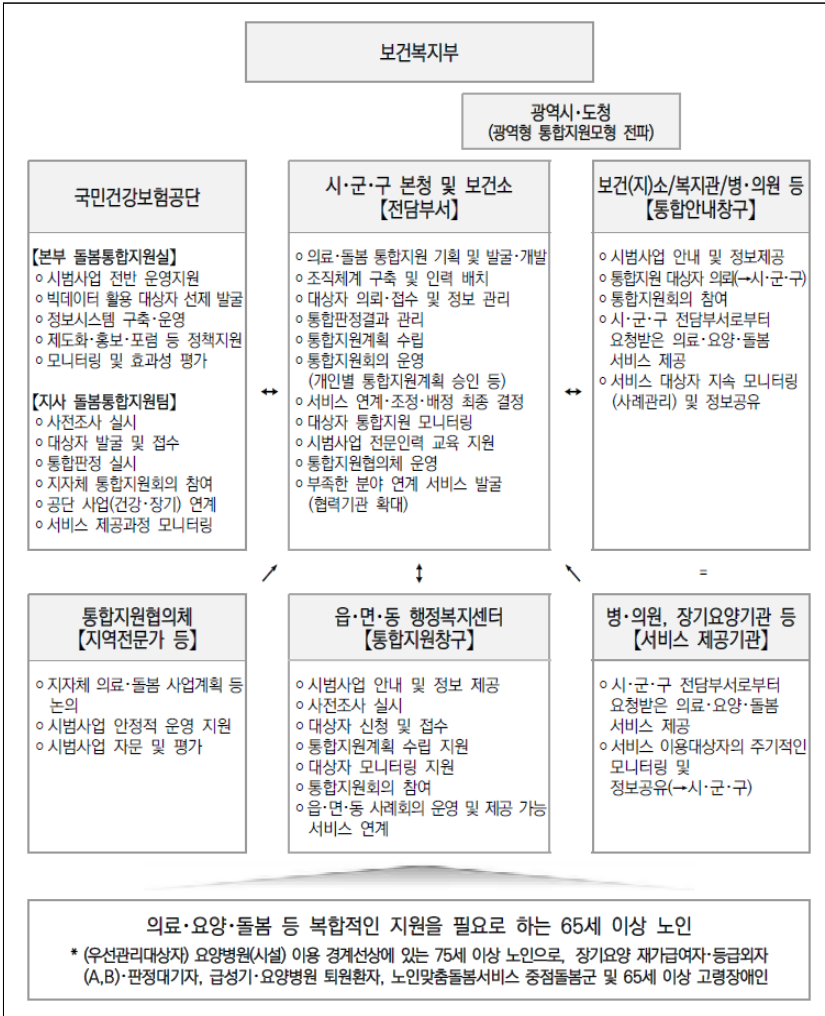 보건복지부
광역시·도청
(광역형 통합지원모형 전파)
국민건강보험공단
【본부 돌봄통합지원실】
○ 시범사업 전반 운영지원
○ 빅데이터 활용 대상자 선제 발굴
○ 정보시스템 구축·운영
○ 제도화·홍보·포럼 등 정책지원
○ 모니터링 및 효과성 평가
【지사 돌봄통합지원팀】
○ 사전조사 실시
○ 대상자 발굴 및 접수
○ 통합판정 실시
○ 지자체 통합지원회의 참여
○ 공단 사업(건강·장기) 연계
○ 서비스 제공과정 모니터링
↔
시·군·구 본청 및 보건소
【전담부서】
○ 의료·돌봄 통합지원 기획 및 발굴·개발
○ 조직체계 구축 및 인력 배치
○ 대상자 의뢰·접수 및 정보 관리
○ 통합판정결과 관리
○ 통합지원계획 수립
○ 통합지원회의 운영
(개인별 통합지원계획 승인 등)
○ 서비스 연계·조정·배정 최종 결정
○ 대상자 통합지원 모니터링
○ 시범사업 전문인력 교육 지원
○ 통합지원협의체 운영
○ 부족한 분야 연계 서비스 발굴
(협력기관 확대)
↔
보건(지)소/복지관/병·의원 등
【통합안내창구】
○ 시범사업 안내 및 정보제공
○ 통합지원 대상자 의뢰(→시·군·구)
○ 통합지원회의 참여
○ 시·군·구 전담부서로부터
요청받은 의료·요양·돌봄
서비스 제공
○ 서비스 대상자 지속 모니터링
(사례관리) 및 정보공유
↗
↕
↖
=
통합지원협의체
【지역전문가 등】
○ 지자체 의료·돌봄 사업계획 등
논의
○ 시범사업 안정적 운영 지원
○ 시범사업 자문 및 평가
읍·면·동 행정복지센터
【통합지원창구】
○ 시범사업 안내 및 정보 제공
○ 사전조사 실시
○ 대상자 신청 및 접수
○ 통합지원계획 수립 지원
○ 대상자 모니터링 지원
○ 통합지원회의 참여
○ 읍·면·동 사례회의 운영 및 제공 가능
서비스 연계
병·의원, 장기요양기관 등
【서비스 제공기관】
○ 시·군·구 전담부서로부터
요청받은 의료·요양·돌봄
서비스 제공
○ 서비스 이용대상자의 주기적인
모니터링 및
정보공유(→시·군·구)
의료·요양·돌봄 등 복합적인 지원을 필요로 하는 65세 이상 노인
* (우선관리대상자) 요양병원(시설) 이용 경계선상에 있는 75세 이상 노인으로, 장기요양 재가급여자·등급외자
(A,B)·판정대기자, 급성기·요양병원 퇴원환자, 노인맞춤돌봄서비스 중점돌봄군 및 65세 이상 고령장애인